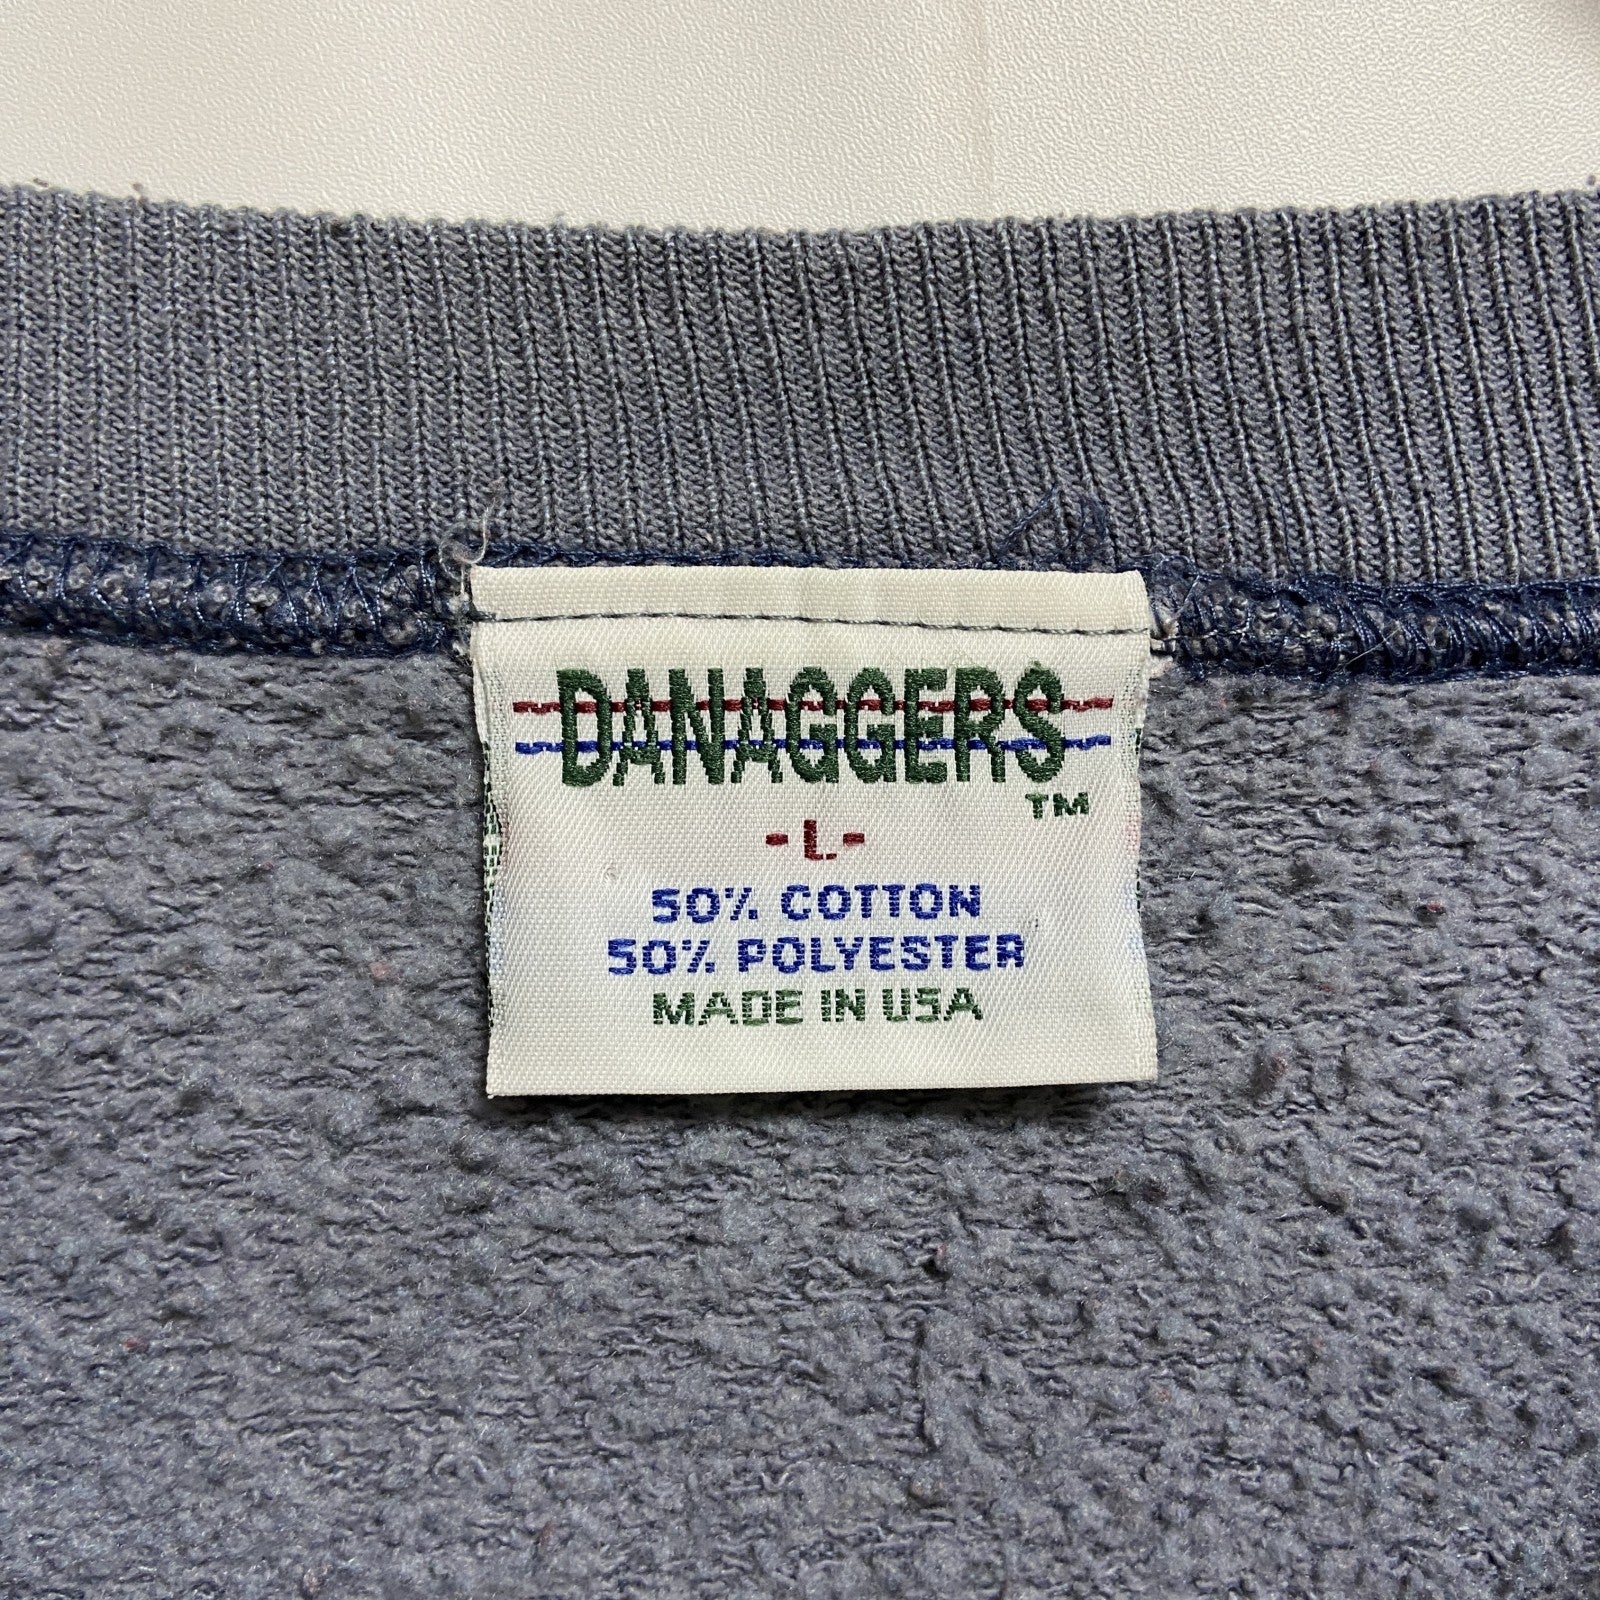 DANAGGERS
TM
-L-
50% COTTON
50% POLYESTER
MADE IN USA